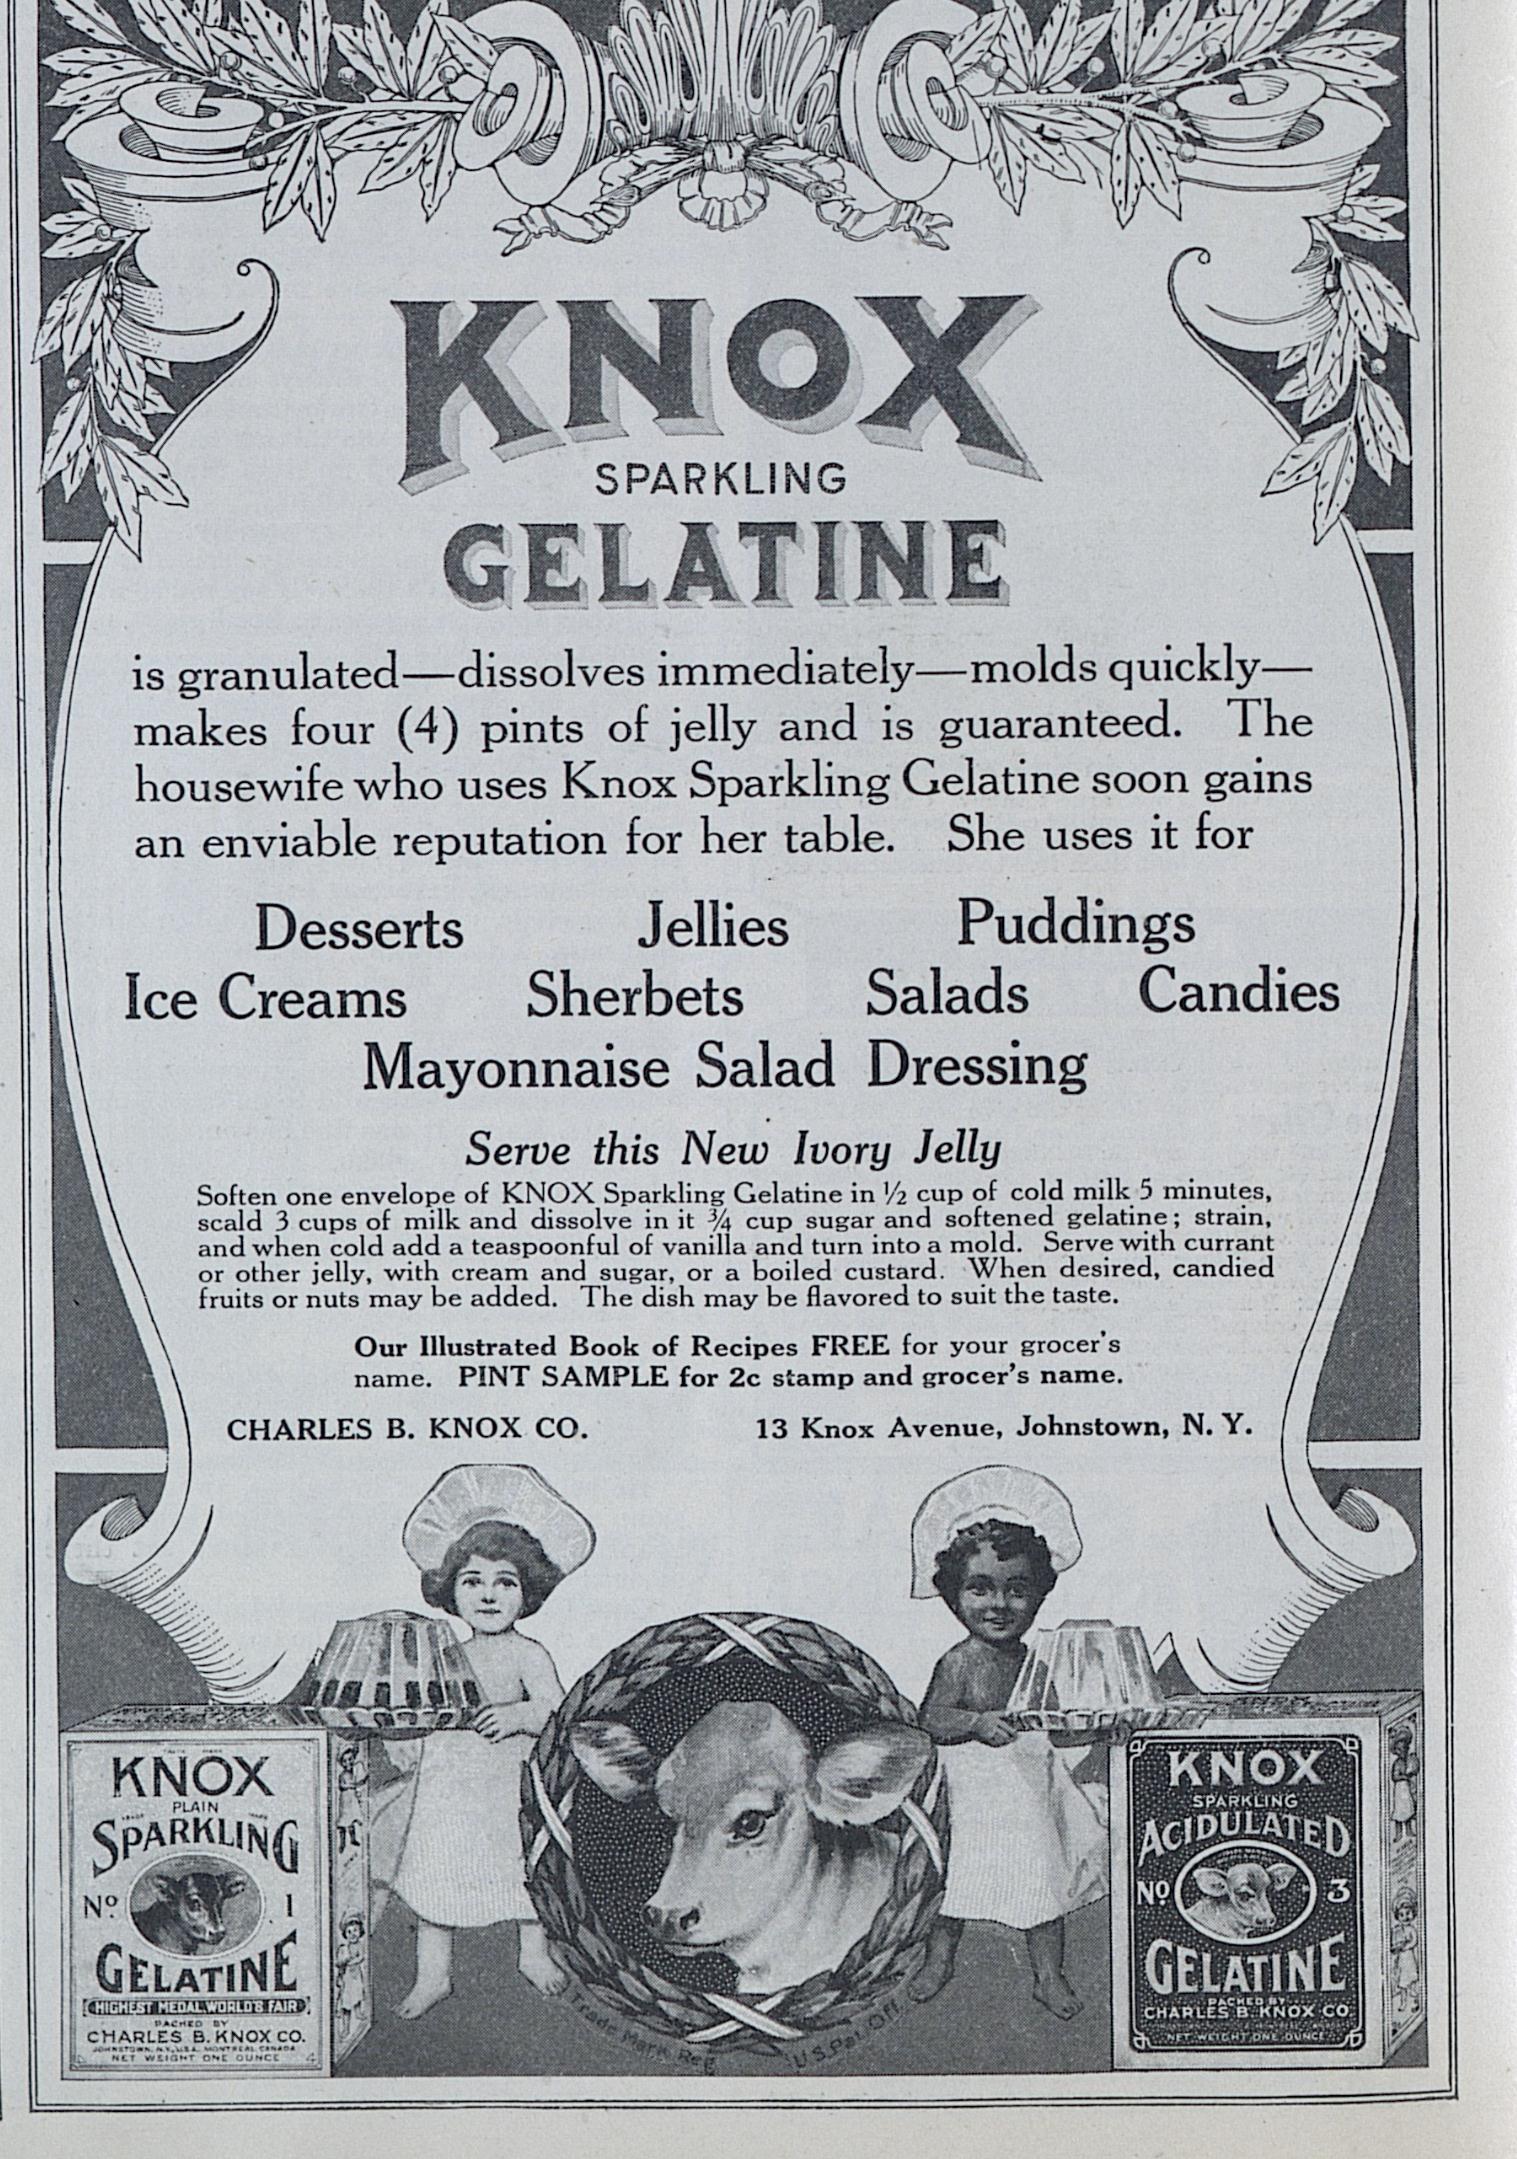 KNOX
SPARKLING
GELATINE
is granulated—dissolves immediately—molds quickly—
makes four (4) pints of jelly and is guaranteed. The
housewife who uses Knox Sparkling Gelatine soon gains
an enviable reputation for her table. She uses it for
Desserts Jellies Puddings
Ice Creams Sherbets Salads Candies
Mayonnaise Salad Dressing
Serve this New Ivory Jelly
Soften one envelope of KNOX Sparkling Gelatine in ½ cup of cold milk 5 minutes,
scald 3 cups of milk and dissolve in it ¾ cup sugar and softened gelatine; strain,
and when cold add a teaspoonful of vanilla and turn into a mold. Serve with currant
or other jelly, with cream and sugar, or a boiled custard. When desired, candied
fruits or nuts may be added. The dish may be flavored to suit the taste.
Our Illustrated Book of Recipes FREE for your grocer's
name. PINT SAMPLE for 2c stamp and grocer's name.
CHARLES B. KNOX CO. 13 Knox Avenue, Johnstown, N. Y.
KNOX
PLAIN
SPARKLING
No. 1
GELATINE
HIGHEST MEDAL WORLD'S FAIR
PACKED BY
CHARLES B. KNOX CO.
JOHNSTOWN, N.Y., U.S.A. MONTREAL CANADA
NET WEIGHT ONE OUNCE
Trade Mark Reg U.S. Pat. Off.
KNOX
SPARKLING
ACIDULATED
No 3
GELATINE
PACKED BY
CHARLES B KNOX CO
NET WEIGHT ONE OUNCE